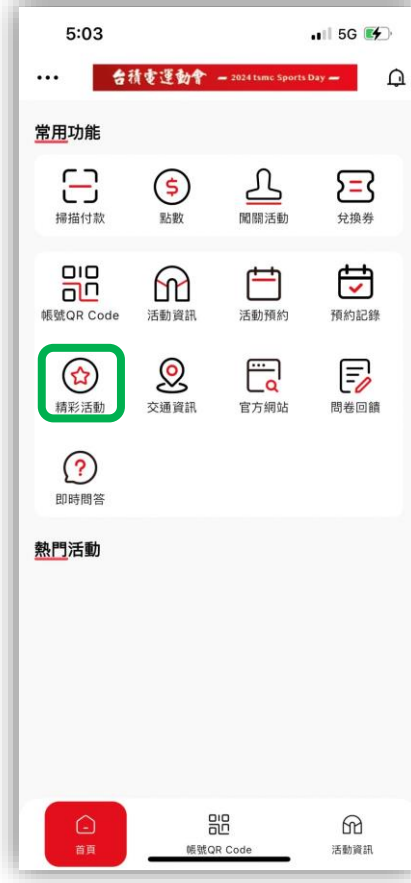 5:03 5G
... 台積電運動會 — 2024 tsmc Sports Day —
常用功能
掃描付款 點數 闖關活動 兌換券
帳號QR Code 活動資訊 活動預約 預約記錄
精彩活動 交通資訊 官方網站 問卷回饋
即時問答
熱門活動
首頁 帳號QR Code 活動資訊